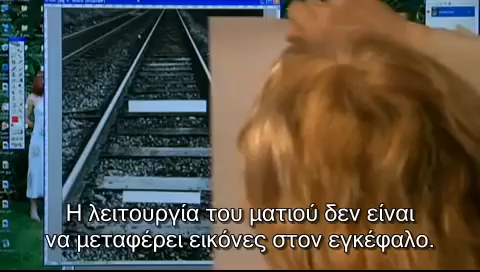 Η λειτουργία του ματιού δεν είναι
να μεταφέρει εικόνες στον εγκέφαλο.